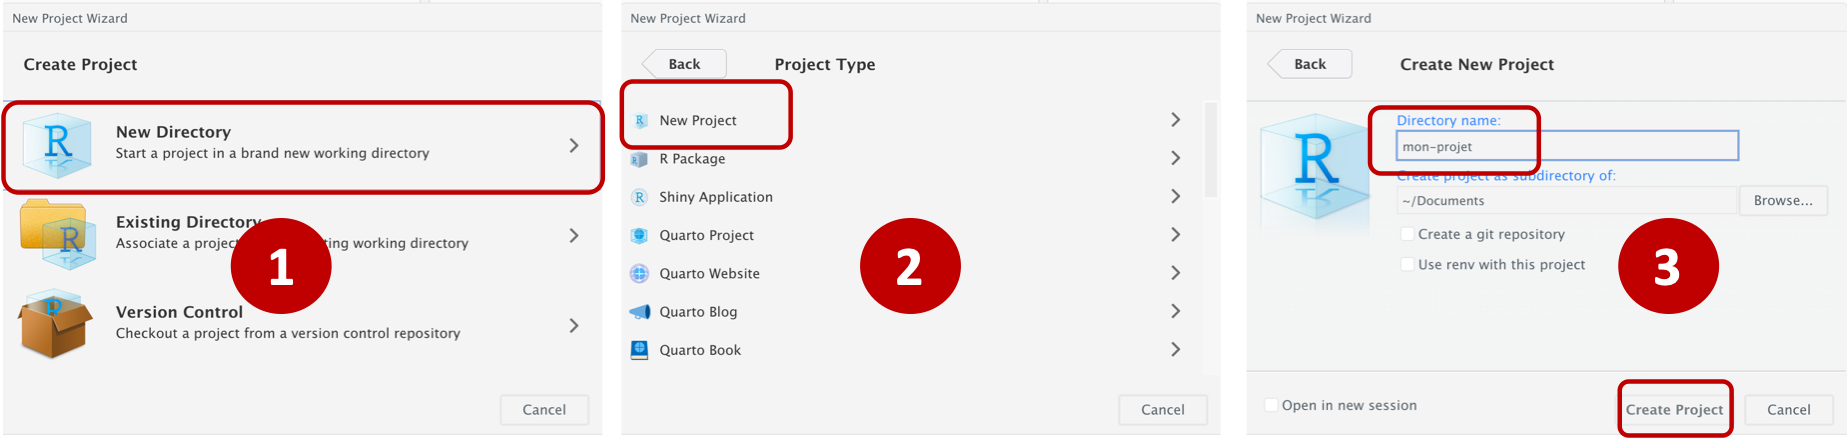 New Project Wizard
Create Project
R
New Directory
Start a project in a brand new working directory
R
Existing Directory
Associate a project ting working directory
1
R
Version Control
Checkout a project from a version control repository
Cancel
New Project Wizard
Back
Project Type
R
New Project
R Package
R
Shiny Application
Quarto Project
Quarto Website
2
Quarto Blog
Quarto Book
Cancel
New Project Wizard
Back
Create New Project
R
Directory name:
mon-projet
Create project as subdirectory of:
~/Documents
Browse...
Create a git repository
Use renv with this project
3
Open in new session
Create Project
Cancel